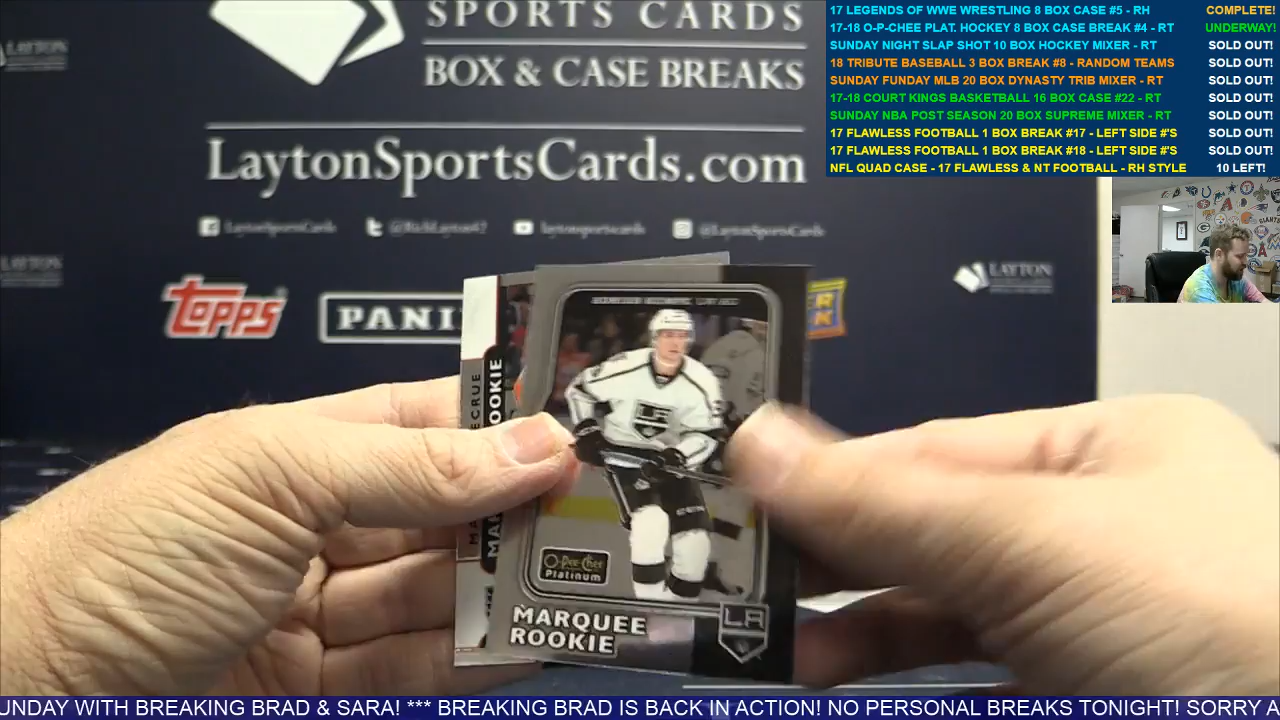 SPORTS CARDS
BOX & CASE BREAKS
LaytonSportsCards.com
LaytonSportsCards
laytonsportscards
@LaytonSportsCards
LAYTON
LAYTON
LAYTON
TOPPS
PANI
MARQUEE
ROOKIE
LA
O-Pee-Chee
Platinum
MARQUEE
ROOKIE
LA
17 LEGENDS OF WWE WRESTLING 8 BOX CASE #5 - RH COMPLETE!
17-18 O-P-CHEE PLAT. HOCKEY 8 BOX CASE BREAK #4 - RT UNDERWAY!
SUNDAY NIGHT SLAP SHOT 10 BOX HOCKEY MIXER - RT SOLD OUT!
18 TRIBUTE BASEBALL 3 BOX BREAK #8 - RANDOM TEAMS SOLD OUT!
SUNDAY FUNDAY MLB 20 BOX DYNASTY TRIB MIXER - RT SOLD OUT!
17-18 COURT KINGS BASKETBALL 16 BOX CASE #22 - RT SOLD OUT!
SUNDAY NBA POST SEASON 20 BOX SUPREME MIXER - RT SOLD OUT!
17 FLAWLESS FOOTBALL 1 BOX BREAK #17 - LEFT SIDE #'S SOLD OUT!
17 FLAWLESS FOOTBALL 1 BOX BREAK #18 - LEFT SIDE #'S SOLD OUT!
NFL QUAD CASE - 17 FLAWLESS & NT FOOTBALL - RH STYLE 10 LEFT!
UNDAY WITH BREAKING BRAD & SARA! *** BREAKING BRAD IS BACK IN ACTION! NO PERSONAL BREAKS TONIGHT! SORRY A